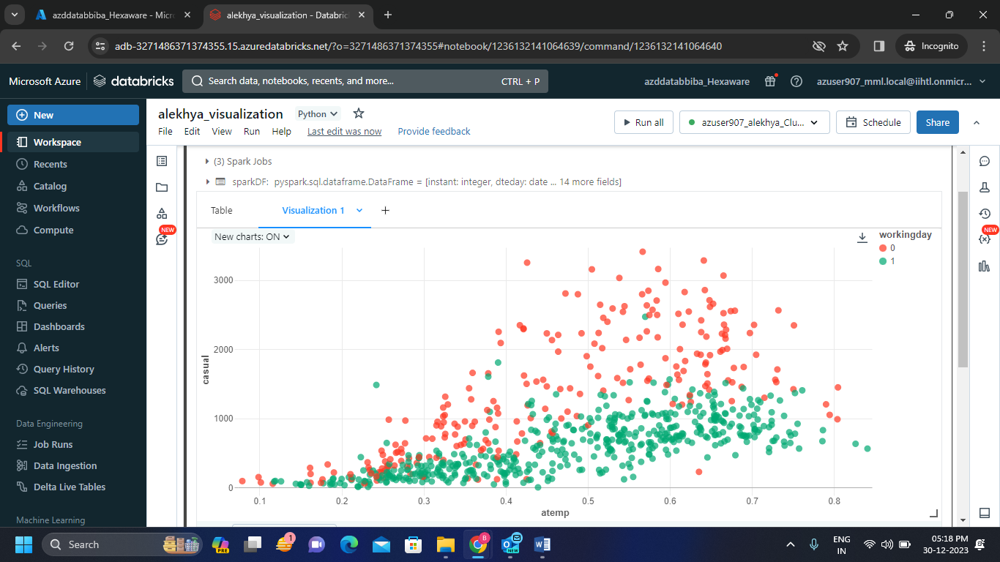 azddatabbiba_Hexaware - Micr
alekhya_visualization - Databric
adb-3271486371374355.15.azuredatabricks.net/?o=3271486371374355#notebook/1236132141064639/command/1236132141064640
Incognito
Microsoft Azure
databricks
Search data, notebooks, recents, and more...
CTRL + P
azddatabbiba_Hexaware
azuser907_mml.local@iihtl.onmicr...
New
Workspace
Recents
Catalog
Workflows
Compute
SQL
SQL Editor
Queries
Dashboards
Alerts
Query History
SQL Warehouses
Data Engineering
Job Runs
Data Ingestion
Delta Live Tables
Machine Learning
alekhya_visualization
Python
File Edit View Run Help Last edit was now Provide feedback
Run all
azuser907_alekhya_Clu...
Schedule
Share
NEW
(3) Spark Jobs
sparkDF: pyspark.sql.dataframe.DataFrame = [instant: integer, dteday: date ... 14 more fields]
Table
Visualization 1
New charts: ON
workingday
0
1
3000
2000
1000
0
casual
0.1 0.2 0.3 0.4 0.5 0.6 0.7 0.8
atemp
NEW
Search
PRE
1
8
NEW
ENG
IN
05:18 PM
30-12-2023